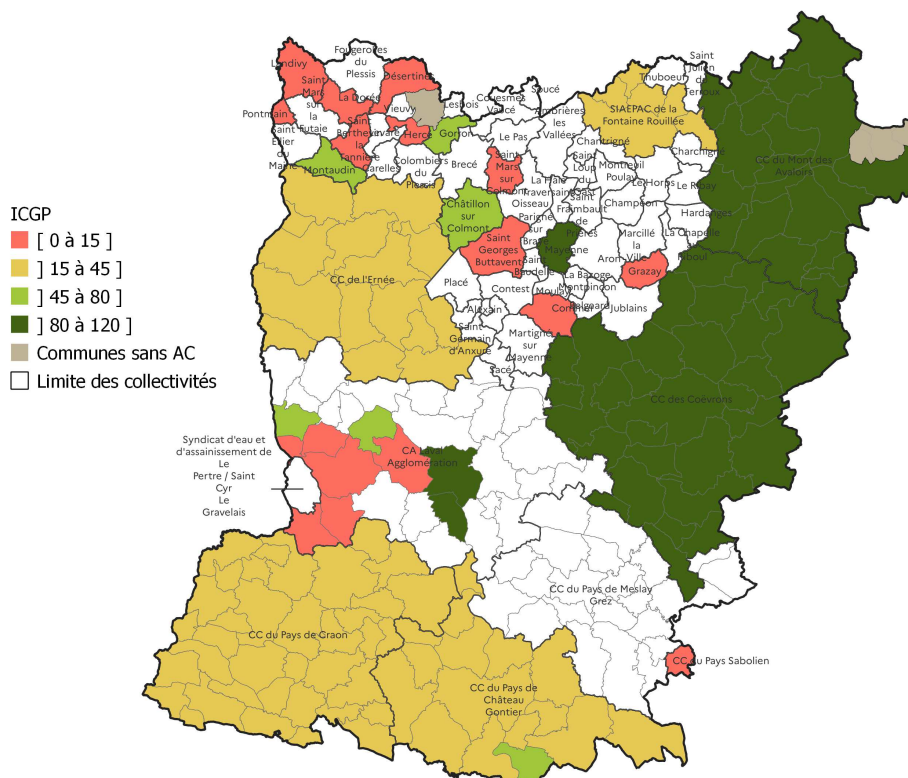 ICGP
[ 0 à 15 ]
] 15 à 45 ]
] 45 à 80 ]
] 80 à 120 ]
Communes sans AC
Limite des collectivités
Landivy
Fougerolles
du
Plessis
Désertines
Saint
Mars
sur
la
Futaie
La Dorée
Vieuvy
Lesbois
Couesmes
Vaucé
Soucé
Ambrières
les
Vallées
Thuboeuf
Saint
Julien du
Terroux
SIAEPAC de la
Fontaine Rouillée
Pontmain
Saint
Ellier du
Maine
Saint
Berthevin
la
Tannière
Levaré
Hercé
Gorron
Le Pas
Chantrigné
Charchigné
CC du Mont des
Avaloirs
Montaudin
Carelles
Colombiers
du
Plessis
Brecé
Saint
Mars
sur
Colmont
La Haie
Traversaine
Oisseau
Saint
Loup du
Gast
Montreuil
Poulay
Le Horps
Le Ribay
Châtillon
sur
Colmont
Parigné
sur
Braye
Saint
Fraimbault
de
Prières
Champéon
Hardanges
Saint
Georges
Buttavent
Mayenne
Saint
Baudelle
Aron
Marcillé
la
Ville
La Chapelle
au
Riboul
Grazay
CC de l'Ernée
Placé
Contest
Moulay
La Bazoge
Montpinçon
Belgeard
Commer
Jublains
Alexain
Saint
Germain
d'Anxure
Martigné
sur
Mayenne
Sacé
CC des Coëvrons
Syndicat d'eau et
d'assainissement de
Le
Pertre / Saint
Cyr
Le
Gravelais
CA Laval
Agglomération
CC du Pays de Meslay
Grez
CC du Pays de Craon
CC du Pays Sabolien
CC du Pays de
Château
Gontier